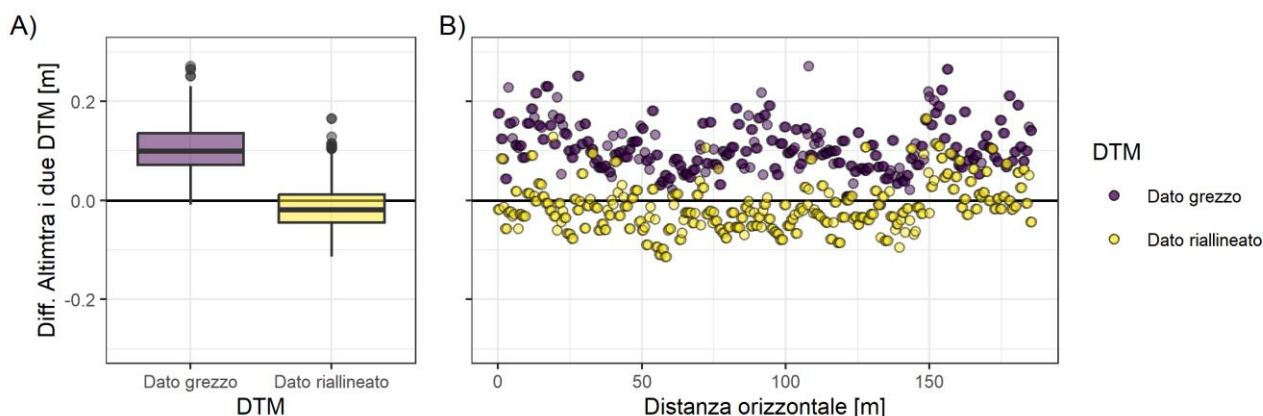 A)
B)
Diff. Altimtra i due DTM [m]
0.2
0.0
-0.2
Dato grezzo
Dato riallineato
DTM
0
50
100
150
Distanza orizzontale [m]
DTM
Dato grezzo
Dato riallineato